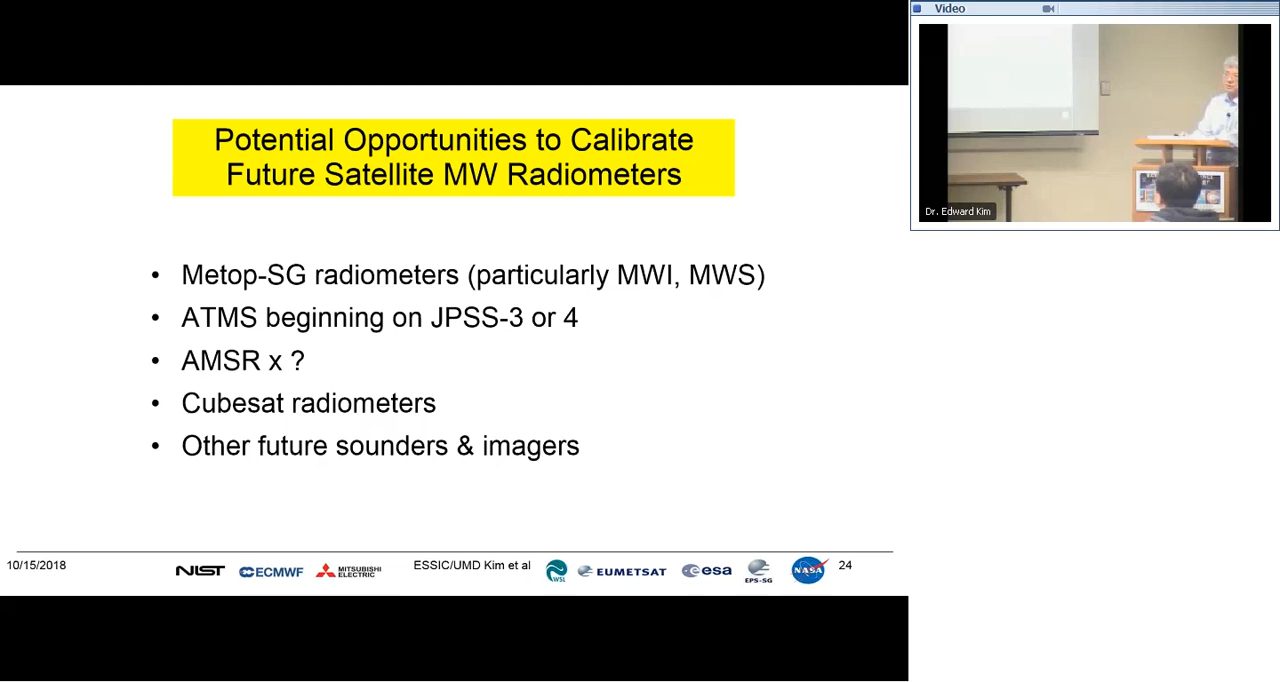 Video
Potential Opportunities to Calibrate
Future Satellite MW Radiometers
• Metop-SG radiometers (particularly MWI, MWS)
• ATMS beginning on JPSS-3 or 4
• AMSR x ?
• Cubesat radiometers
• Other future sounders & imagers
Dr. Edward Kim
10/15/2018
NIST
ECMWF
MITSUBISHI
ELECTRIC
ESSIC/UMD Kim et al
WSL
EUMETSAT
esa
EPS-SG
NASA
24